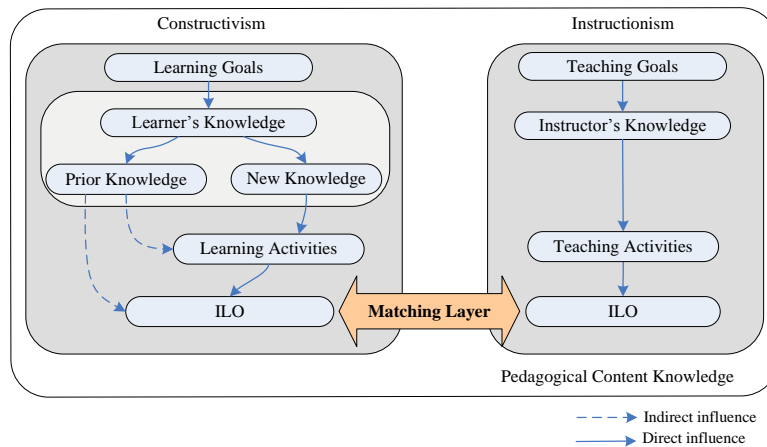 Constructivism
Instructionism
Learning Goals
Teaching Goals
Learner's Knowledge
Instructor's Knowledge
Prior Knowledge
New Knowledge
Learning Activities
Teaching Activities
ILO
Matching Layer
ILO
Pedagogical Content Knowledge
Indirect influence
Direct influence